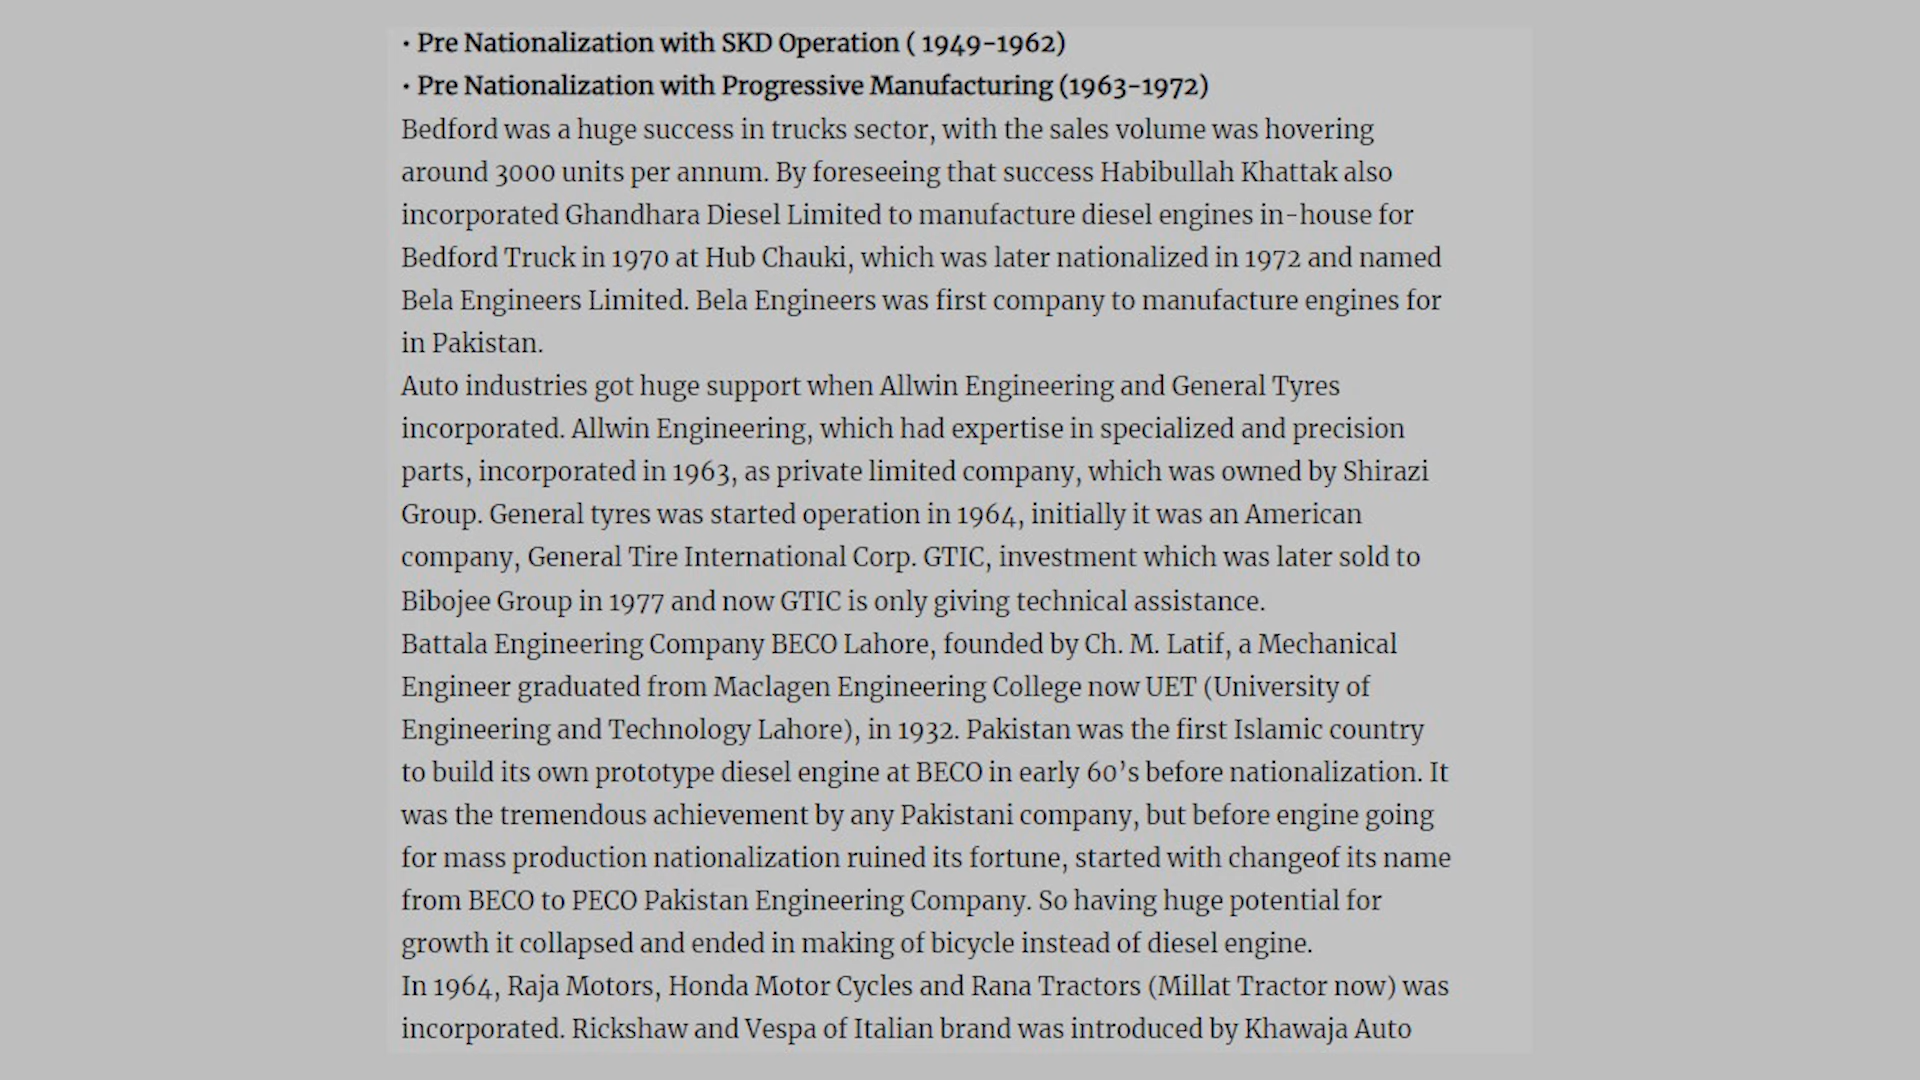 • Pre Nationalization with SKD Operation ( 1949-1962)
• Pre Nationalization with Progressive Manufacturing (1963-1972)
Bedford was a huge success in trucks sector, with the sales volume was hovering
around 3000 units per annum. By foreseeing that success Habibullah Khattak also
incorporated Ghandhara Diesel Limited to manufacture diesel engines in-house for
Bedford Truck in 1970 at Hub Chauki, which was later nationalized in 1972 and named
Bela Engineers Limited. Bela Engineers was first company to manufacture engines for
in Pakistan.
Auto industries got huge support when Allwin Engineering and General Tyres
incorporated. Allwin Engineering, which had expertise in specialized and precision
parts, incorporated in 1963, as private limited company, which was owned by Shirazi
Group. General tyres was started operation in 1964, initially it was an American
company, General Tire International Corp. GTIC, investment which was later sold to
Bibojee Group in 1977 and now GTIC is only giving technical assistance.
Battala Engineering Company BECO Lahore, founded by Ch. M. Latif, a Mechanical
Engineer graduated from Maclagen Engineering College now UET (University of
Engineering and Technology Lahore), in 1932. Pakistan was the first Islamic country
to build its own prototype diesel engine at BECO in early 60’s before nationalization. It
was the tremendous achievement by any Pakistani company, but before engine going
for mass production nationalization ruined its fortune, started with changeof its name
from BECO to PECO Pakistan Engineering Company. So having huge potential for
growth it collapsed and ended in making of bicycle instead of diesel engine.
In 1964, Raja Motors, Honda Motor Cycles and Rana Tractors (Millat Tractor now) was
incorporated. Rickshaw and Vespa of Italian brand was introduced by Khawaja Auto